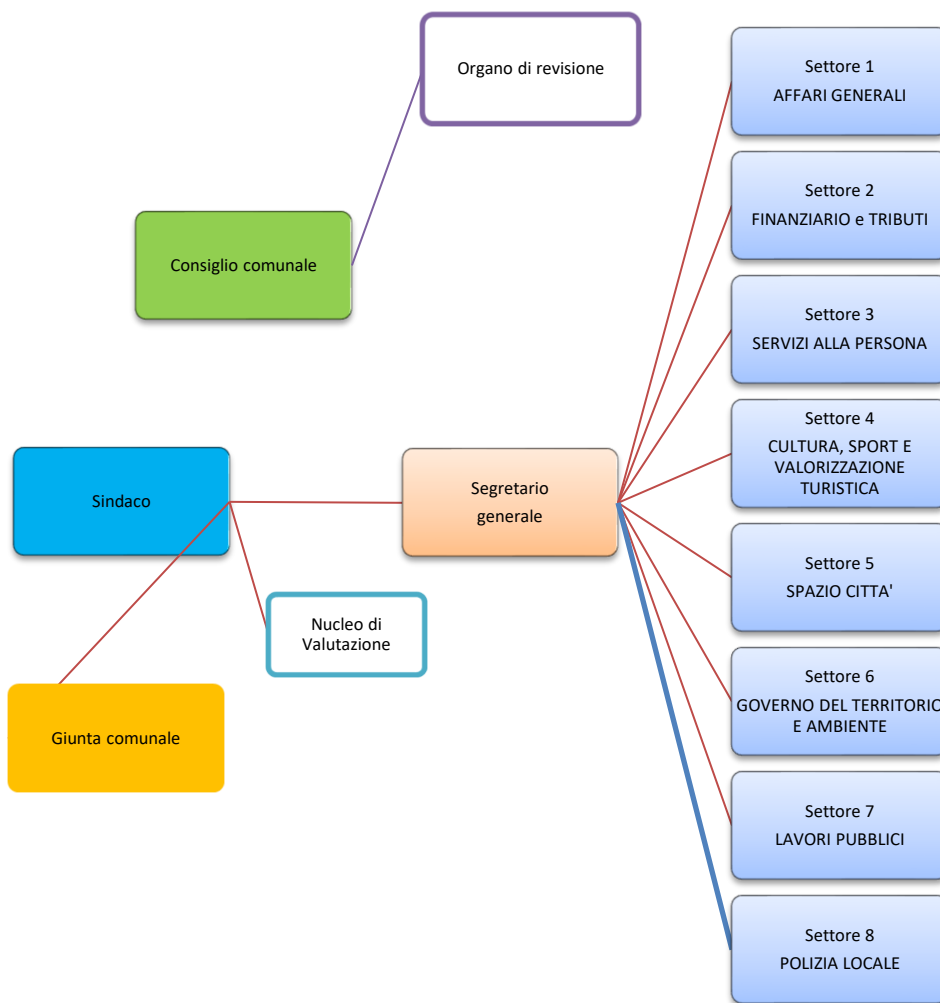 Organo di revisione
Consiglio comunale
Sindaco
Segretario
generale
Nucleo di
Valutazione
Giunta comunale
Settore 1
AFFARI GENERALI
Settore 2
FINANZIARIO e TRIBUTI
Settore 3
SERVIZI ALLA PERSONA
Settore 4
CULTURA, SPORT E
VALORIZZAZIONE
TURISTICA
Settore 5
SPAZIO CITTA'
Settore 6
GOVERNO DEL TERRITORIO
E AMBIENTE
Settore 7
LAVORI PUBBLICI
Settore 8
POLIZIA LOCALE